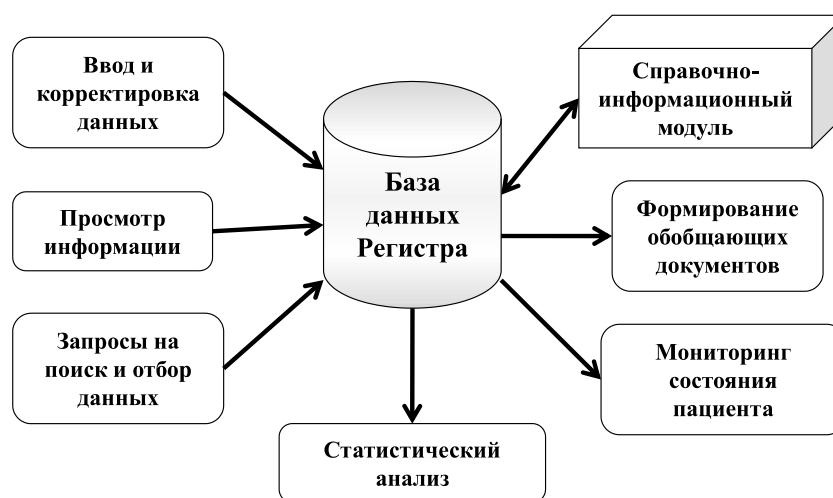 Ввод и
корректировка
данных
Просмотр
информации
Запросы на
поиск и отбор
данных
База
данных
Регистра
Статистический
анализ
Справочно-
информационный
модуль
Формирование
обобщающих
документов
Мониторинг
состояния
пациента